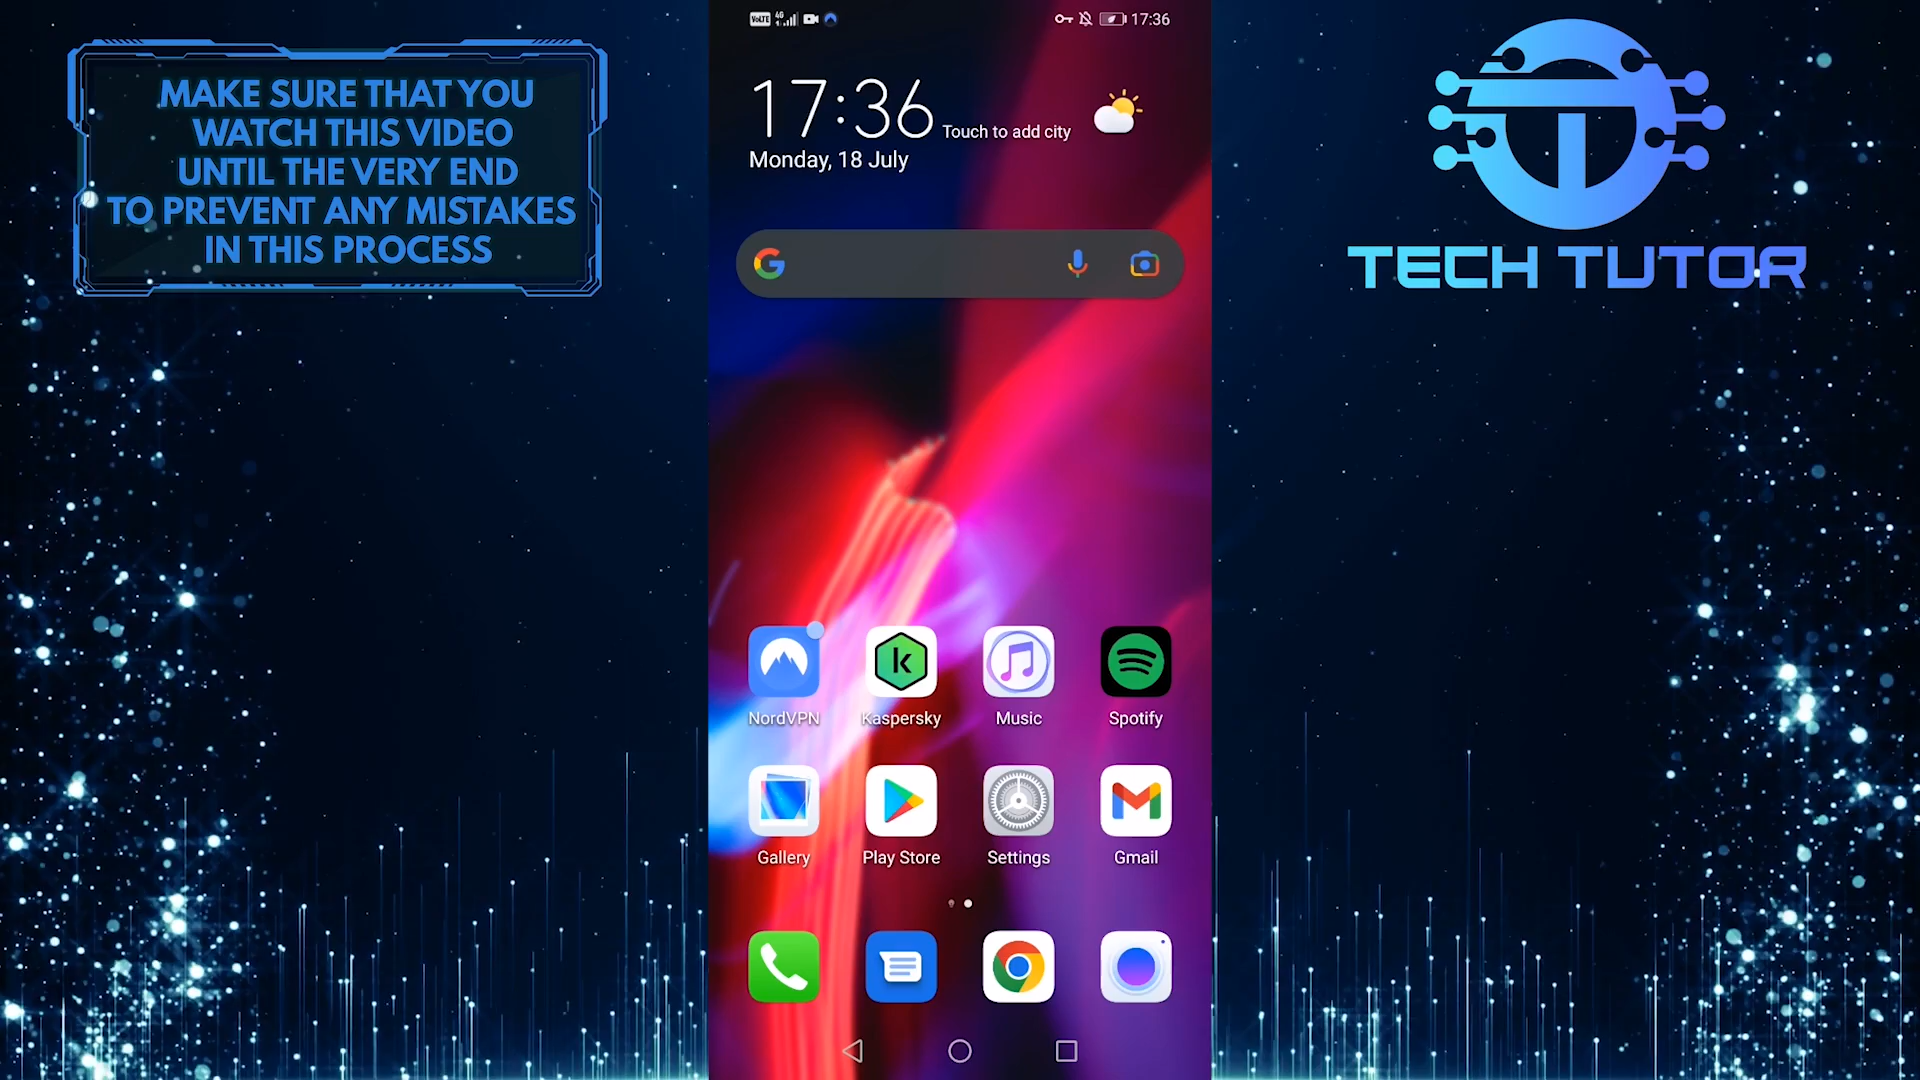 MAKE SURE THAT YOU
WATCH THIS VIDEO
UNTIL THE VERY END
TO PREVENT ANY MISTAKES
IN THIS PROCESS
VoLTE 4G 17:36
17:36 Touch to add city
Monday, 18 July
NordVPN Kaspersky Music Spotify
Gallery Play Store Settings Gmail
TECH TUTOR